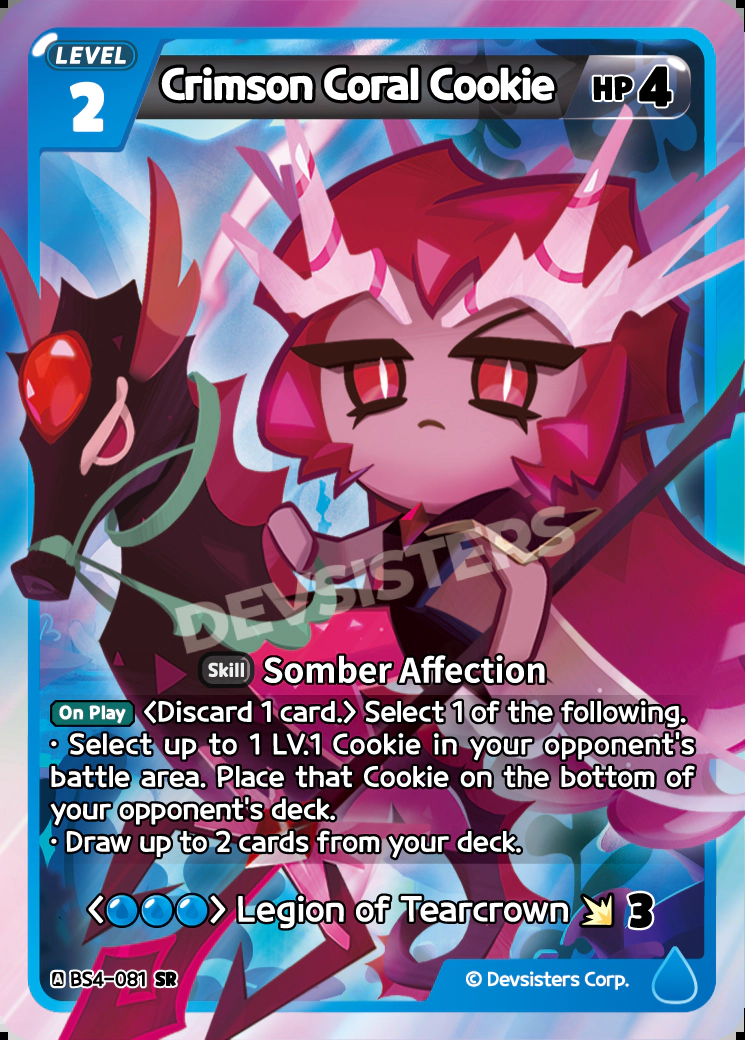 LEVEL
2
Crimson Coral Cookie
HP 4
DEVSISTERS
Skill Somber Affection
On Play <Discard 1 card.> Select 1 of the following.
· Select up to 1 LV.1 Cookie in your opponent's
battle area. Place that Cookie on the bottom of
your opponent's deck.
· Draw up to 2 cards from your deck.
< > Legion of Tearcrown 3
A BS4-081 SR
© Devsisters Corp.